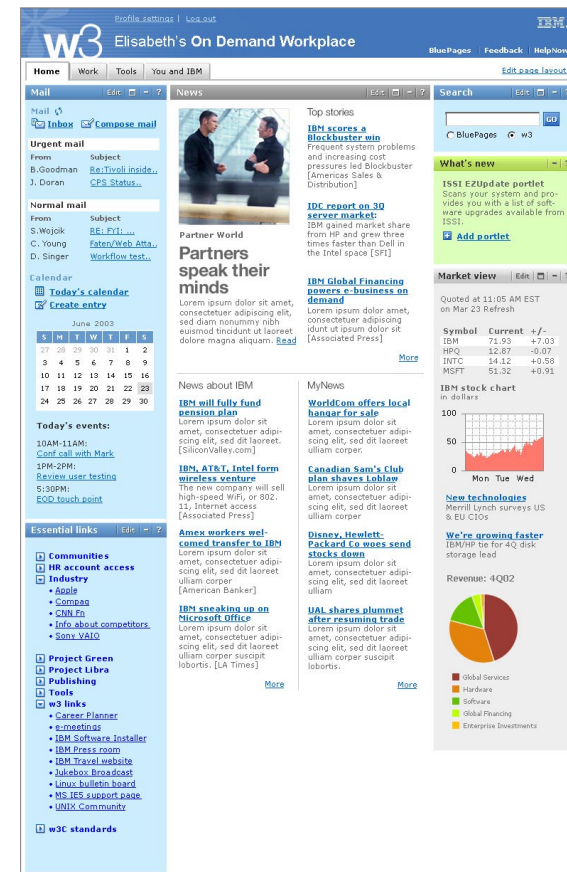 Profile settings | Log out
IBM
w3
Elisabeth's On Demand Workplace
BluePages Feedback HelpNow
Home Work Tools You and IBM
Edit page layout
Mail Edit ?
Mail
Inbox Compose mail
Urgent mail
From Subject
B.Goodman Re:Tivoli inside..
J. Doran CPS Status..
Normal mail
From Subject
S.Wojcik RE: FYI: ...
C. Young Faten/Web Atta..
D. Singer Workflow test..
Calendar
Today's calendar
Create entry
June 2003
S M T W T F S
27 28 29 30 31 1 2
3 4 5 6 7 8 9
10 11 12 13 14 15 16
17 18 19 20 21 22 23
24 25 26 27 28 29 30
Today's events:
10AM-11AM:
Conf call with Mark
1PM-2PM:
Review user testing
5:30PM:
EOD touch point
Essential links Edit ?
Communities
HR account access
Industry
• Apple
• Compaq
• CNN Fn
• Info about competitors
• Sony VAIO
Project Green
Project Libra
Publishing
Tools
w3 links
• Career Planner
• e-meetings
• IBM Software Installer
• IBM Press room
• IBM Travel website
• Jukebox Broadcast
• Linux bulletin board
• MS IE5 support page
• UNIX Community
w3C standards
News Edit ?
Partner World
Partners
speak their
minds
Lorem ipsum dolor sit amet,
consectetuer adipiscing elit,
sed diam nonummy nibh
euismod tincidunt ut laoreet
dolore magna aliquam. Read
Top stories
IBM scores a
Blockbuster win
Frequent system problems
and increasing cost
pressures led Blockbuster
[Americas Sales &
Distribution]
IDC report on 3Q
server market:
IBM gained market share
from HP and grew three
times faster than Dell in
the Intel space [SFI]
IBM Global Financing
powers e-business on
demand
Lorem ipsum dolor amet,
consectetuer adipiscing
idunt ut ipsum dolor sit
[Associated Press]
More
News about IBM
IBM will fully fund
pension plan
Lorem ipsum dolor sit
amet, consectetuer adipi-
scing elit, sed dit laoreet.
[SiliconValley.com]
IBM, AT&T, Intel form
wireless venture
The new company will sell
high-speed WiFi, or 802.
11, Internet access
[Associated Press]
Amex workers wel-
comed transfer to IBM
Lorem ipsum dolor sit
amet, consectetuer adipi-
scing elit, sed dit laoreet
ulliam corper
[American Banker]
IBM sneaking up on
Microsoft Office
Lorem ipsum dolor sit
amet, consectetuer adipi-
scing elit, sed dit laoreet
ulliam corper suscipit
lobortis. [LA Times]
More
MyNews
WorldCom offers local
hangar for sale
Lorem ipsum dolor sit
amet, consectetuer adipi-
scing elit, sed dit laoreet
ulliam corper.
Canadian Sam's Club
plan shaves Loblaw
Lorem ipsum dolor sit
amet, consectetuer adipi-
scing elit, sed dit laoreet
ulliam corper
Disney, Hewlett-
Packard Co woes send
stocks down
Lorem ipsum dolor sit
amet, consectetuer adipi-
scing elit, sed dit laoreet
ulliam
UAL shares plummet
after resuming trade
Lorem ipsum dolor sit
amet, consectetuer adipi-
scing elit, sed dit laoreet
ulliam corper suscipit
lobortis.
More
Search Edit ?
GO
BluePages w3
What's new ?
ISSI EZUpdate portlet
Scans your system and pro-
vides you with a list of soft-
ware upgrades available from
ISSI.
Add portlet
Market view Edit ?
Quoted at 11:05 AM EST
on Mar 23 Refresh
Symbol Current +/-
IBM 71.93 +7.03
HPQ 12.87 -0.07
INTC 14.12 +0.58
MSFT 51.32 +0.91
IBM stock chart
in dollars
100
50
0
Mon Tue Wed
New technologies
Merrill Lynch surveys US
& EU CIOs
We're growing faster
IBM/HP tie for 4Q disk
storage lead
Revenue: 4Q02
Global Services
Hardware
Software
Global Financing
Enterprise Investments